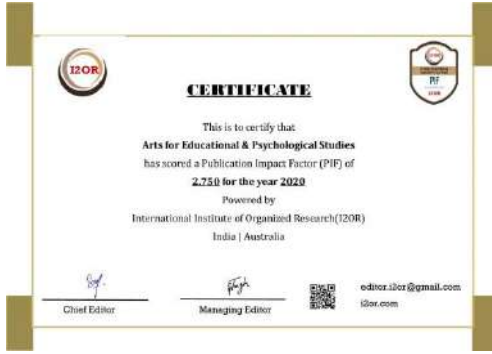 I2OR
CERTIFICATE
PIF
I2OR
This is to certify that
Arts for Educational & Psychological Studies
has scored a Publication Impact Factor (PIF) of
2.750 for the year 2020
Powered by
International Institute of Organized Research(I2OR)
India | Australia
editor.i2or@gmail.com
i2or.com
Chief Editor
Managing Editor